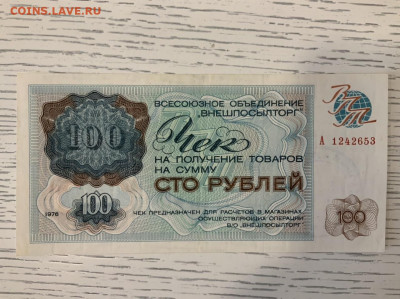 COINS.LAVE.RU
ВСЕСОЮЗНОЕ ОБЪЕДИНЕНИЕ
„ВНЕШПОСЫЛТОРГ"
ВПТ
100
Чек
А 1242653
НА ПОЛУЧЕНИЕ ТОВАРОВ
НА СУММУ
СТО РУБЛЕЙ
1976
100
ЧЕК ПРЕДНАЗНАЧЕН ДЛЯ РАСЧЕТОВ В МАГАЗИНАХ,
ОСУЩЕСТВЛЯЮЩИХ ОПЕРАЦИИ
В/О „ВНЕШПОСЫЛТОРГ"
100